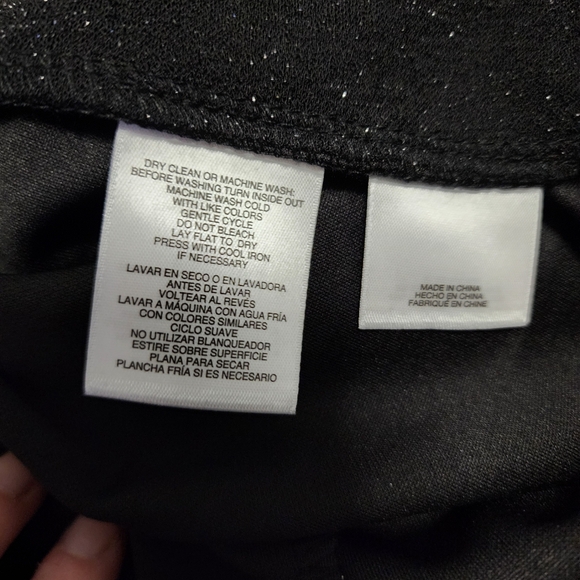 DRY CLEAN OR MACHINE WASH:
BEFORE WASHING TURN INSIDE OUT
MACHINE WASH COLD
WITH LIKE COLORS
GENTLE CYCLE
DO NOT BLEACH
LAY FLAT TO DRY
PRESS WITH COOL IRON
IF NECESSARY
LAVAR EN SECO O EN LAVADORA
ANTES DE LAVAR
VOLTEAR AL REVÉS
LAVAR A MÁQUINA CON AGUA FRÍA
CON COLORES SIMILARES
CICLO SUAVE
NO UTILIZAR BLANQUEADOR
ESTIRE SOBRE SUPERFICIE
PLANA PARA SECAR
PLANCHA FRÍA SI ES NECESARIO
MADE IN CHINA
HECHO EN CHINA
FABRIQUÉ EN CHINE